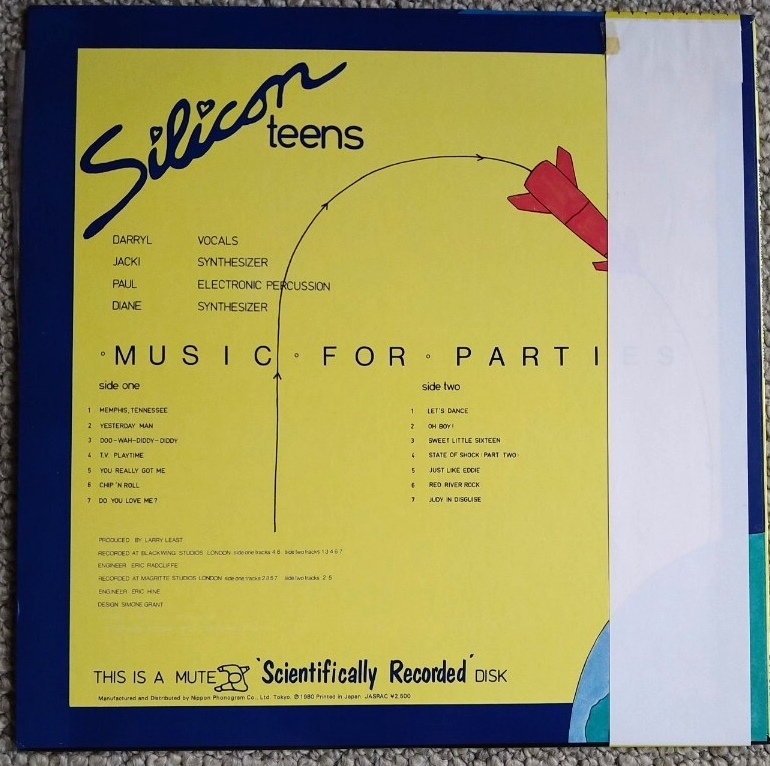 Silicon
teens
DARRYL VOCALS
JACKI SYNTHESIZER
PAUL ELECTRONIC PERCUSSION
DIANE SYNTHESIZER
°MUSIC°FOR°PARTIES
side one
1 MEMPHIS, TENNESSEE
2 YESTERDAY MAN
3 DOO-WAH-DIDDY-DIDDY
4 T.V. PLAYTIME
5 YOU REALLY GOT ME
6 CHIP 'N ROLL
7 DO YOU LOVE ME?
side two
1 LET'S DANCE
2 OH BOY!
3 SWEET LITTLE SIXTEEN
4 STATE OF SHOCK (PART TWO)
5 JUST LIKE EDDIE
6 RED RIVER ROCK
7 JUDY IN DISGUISE
PRODUCED BY LARRY LEAST
RECORDED AT BLACKWING STUDIOS LONDON side one tracks 4 6 side two tracks 1 3 4 6 7
ENGINEER ERIC RADCLIFFE
RECORDED AT MAGRITTE STUDIOS LONDON side one tracks 2 3 5 7 side two tracks 2 5
ENGINEER ERIC HINE
DESIGN SIMONE GRANT
THIS IS A MUTE 'Scientifically Recorded' DISK
Manufactured and Distributed by Nippon Phonogram Co., Ltd. Tokyo. ℗1980 Printed in Japan. JASRAC ¥2,500